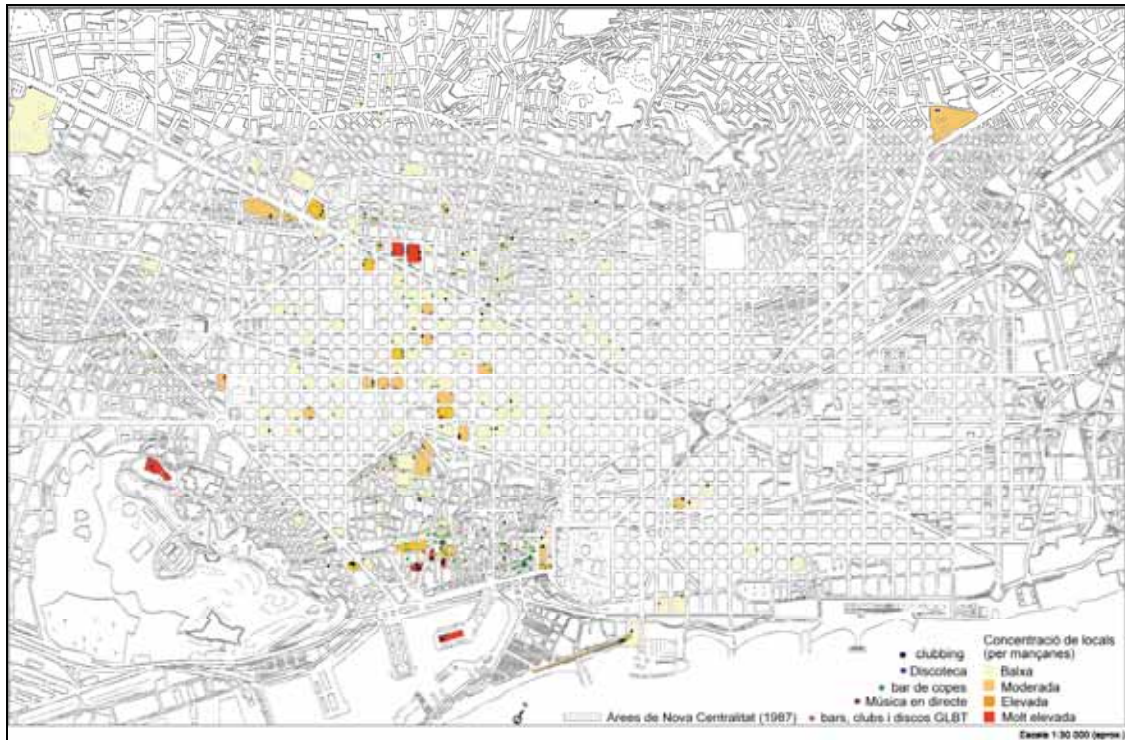 clubbing
Discoteca
bar de copes
Música en directe
bars, clubs i discos GLBT
Àrees de Nova Centralitat (1987)
Concentració de locals
(per mançanes)
Baixa
Moderada
Elevada
Molt elevada
Escala 1:30 000 (aprox.)